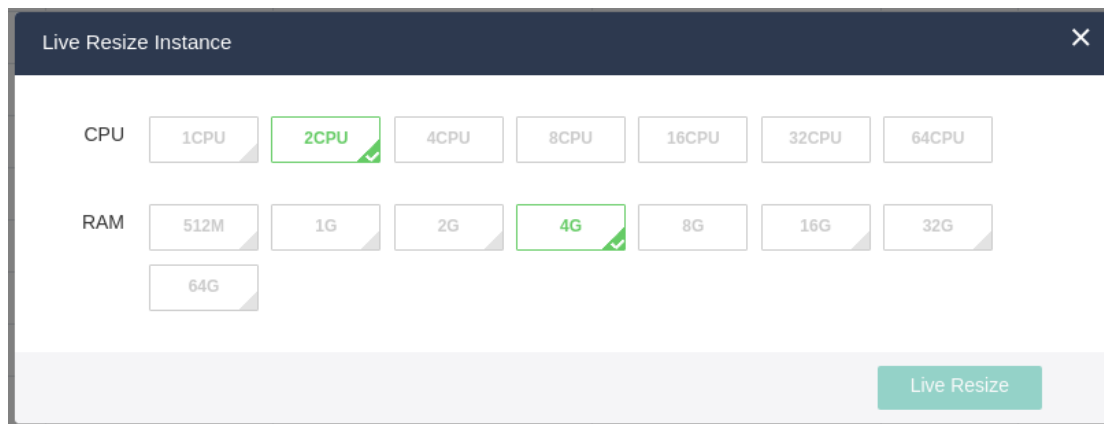 Live Resize Instance
CPU 1CPU 2CPU 4CPU 8CPU 16CPU 32CPU 64CPU
RAM 512M 1G 2G 4G 8G 16G 32G
64G
Live Resize